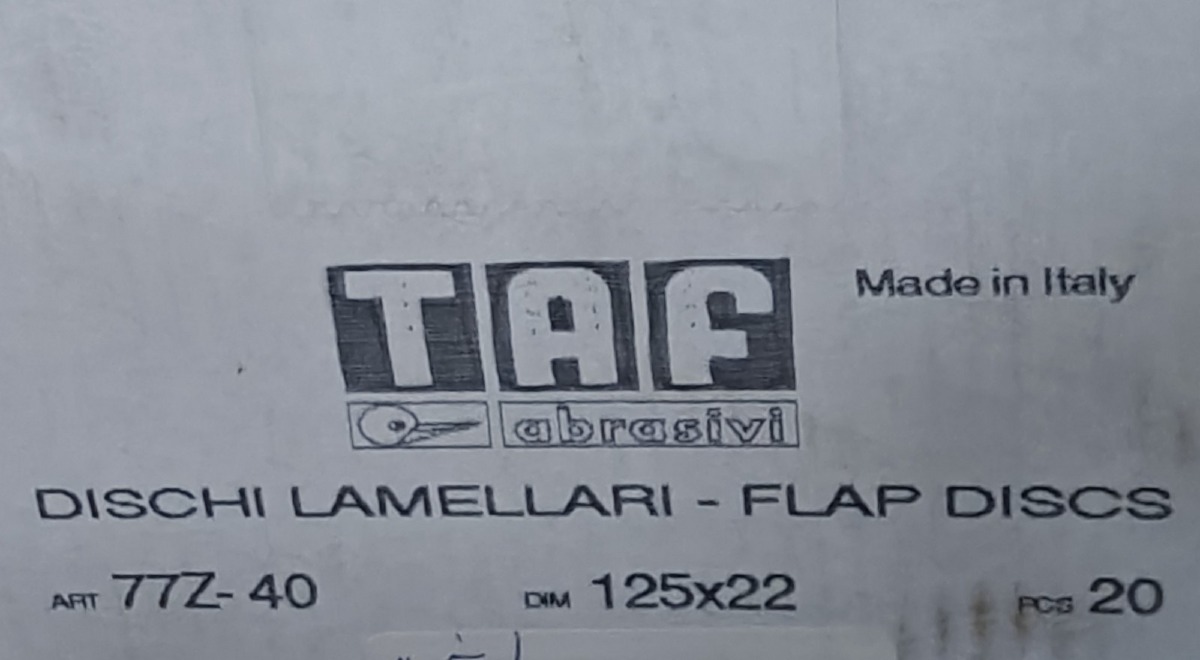 TAF
Made in Italy
abrasivi
DISCHI LAMELLARI - FLAP DISCS
ART 77Z-40 DIM 125x22 PCS 20